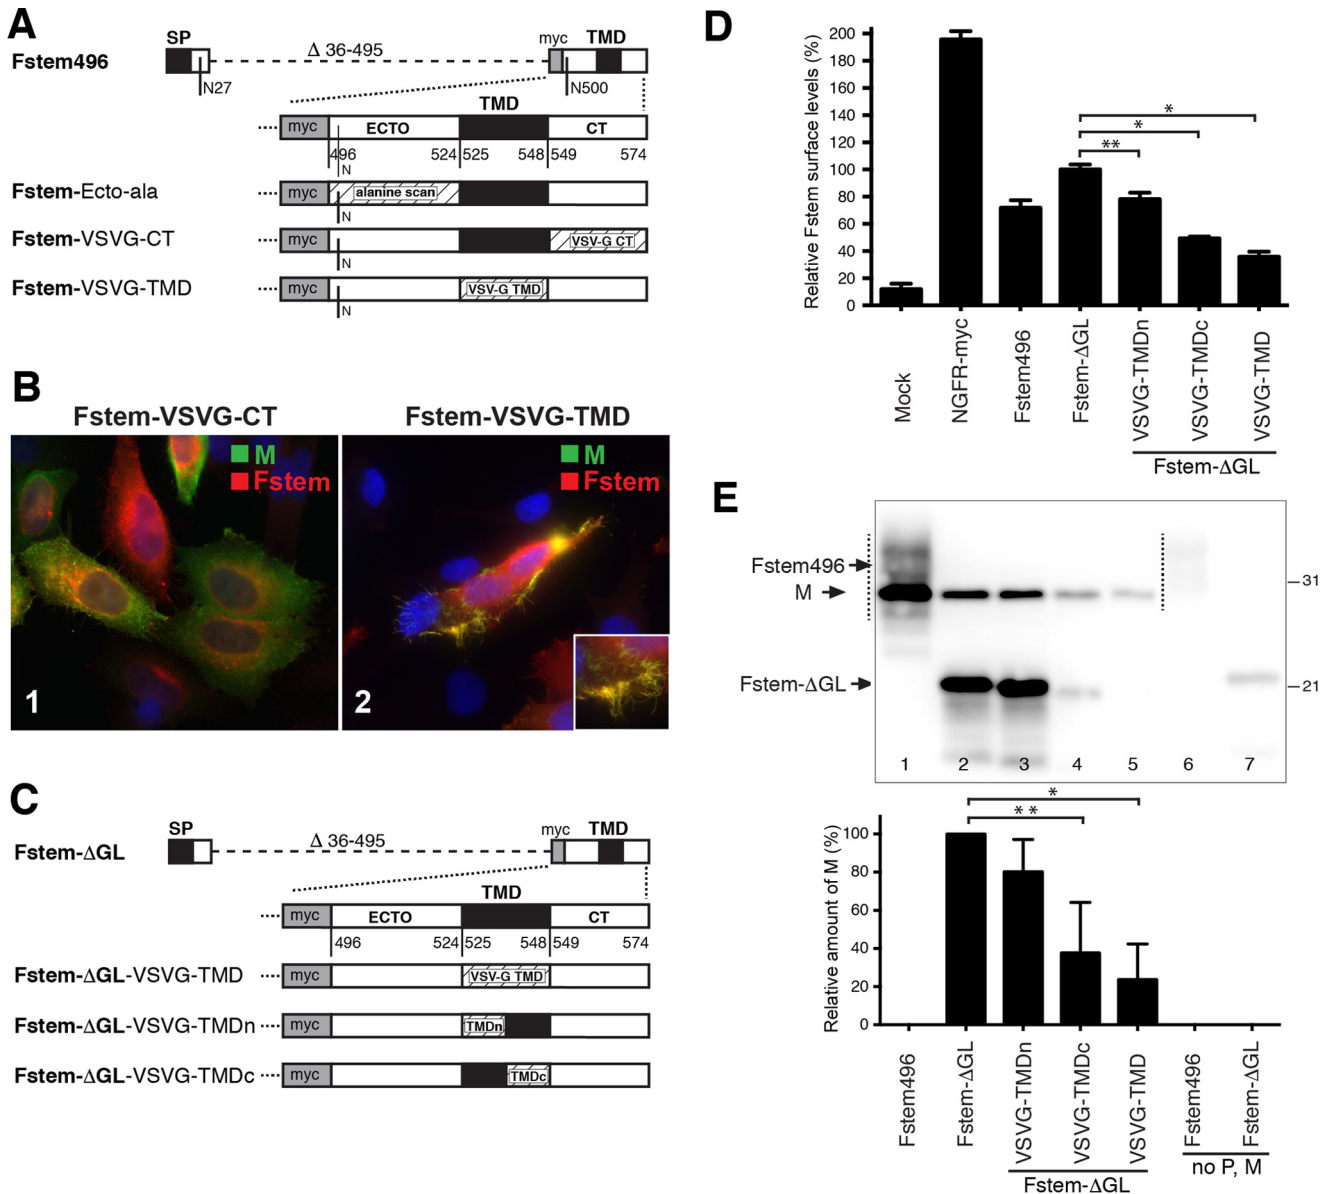 A
Fstem496
SP
Δ 36-495
myc
TMD
N27
N500
TMD
myc
ECTO
CT
496
524
525
548
549
574
N
Fstem-Ecto-ala
myc
alanine scan
N
Fstem-VSVG-CT
myc
VSV-G CT
N
Fstem-VSVG-TMD
myc
VSV-G TMD
N
B
Fstem-VSVG-CT
Fstem-VSVG-TMD
M
Fstem
1
M
Fstem
2
C
Fstem-ΔGL
SP
Δ 36-495
myc
TMD
TMD
myc
ECTO
CT
496
524
525
548
549
574
Fstem-ΔGL-VSVG-TMD
myc
VSV-G TMD
Fstem-ΔGL-VSVG-TMDn
myc
TMDn
Fstem-ΔGL-VSVG-TMDc
myc
TMDc
D
Relative Fstem surface levels (%)
200
180
160
140
120
100
80
60
40
20
0
*
*
**
Mock
NGFR-myc
Fstem496
Fstem-ΔGL
VSVG-TMDn
VSVG-TMDc
VSVG-TMD
Fstem-ΔGL
E
Fstem496
M
Fstem-ΔGL
31
21
1 2 3 4 5 6 7
Relative amount of M (%)
100
80
60
40
20
0
*
**
Fstem496
Fstem-ΔGL
VSVG-TMDn
VSVG-TMDc
VSVG-TMD
Fstem496
Fstem-ΔGL
Fstem-ΔGL
no P, M